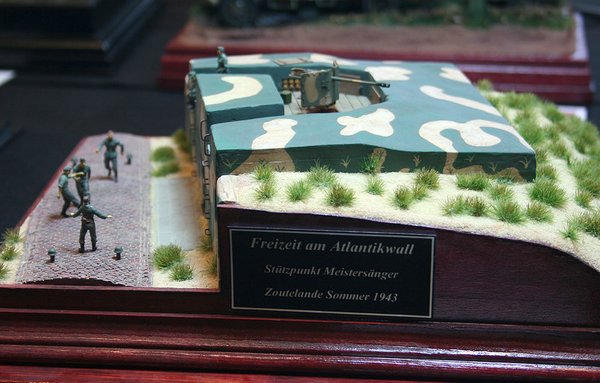 Freizeit am Atlantikwall
Stützpunkt Meistersänger
Zoutelande Sommer 1943